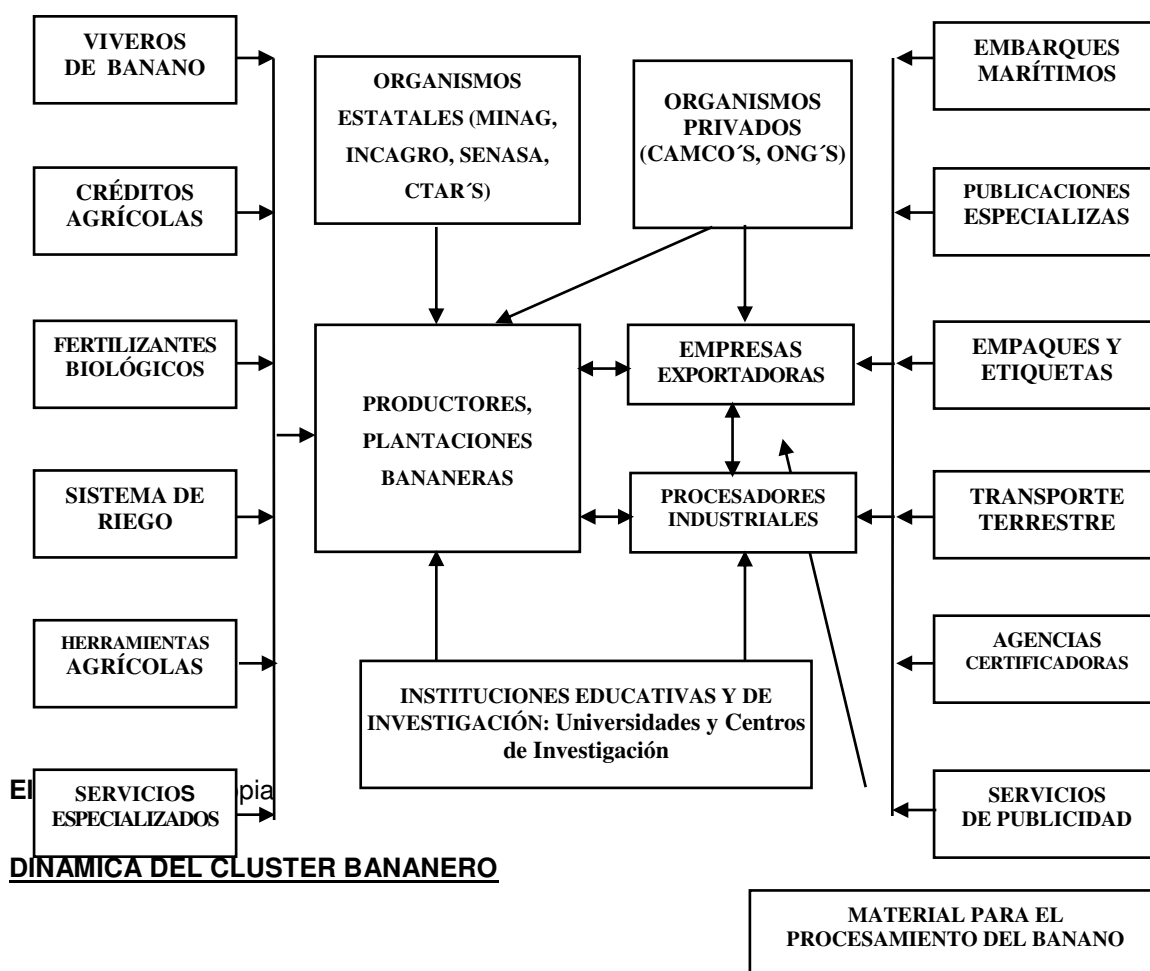 VIVEROS
DE BANANO
CRÉDITOS
AGRÍCOLAS
FERTILIZANTES
BIOLÓGICOS
SISTEMA DE
RIEGO
HERRAMIENTAS
AGRÍCOLAS
SERVICIOS
ESPECIALIZADOS
ORGANISMOS
ESTATALES (MINAG,
INCAGRO, SENASA,
CTAR´S)
ORGANISMOS
PRIVADOS
(CAMCO´S, ONG´S)
PRODUCTORES,
PLANTACIONES
BANANERAS
EMPRESAS
EXPORTADORAS
PROCESADORES
INDUSTRIALES
INSTITUCIONES EDUCATIVAS Y DE
INVESTIGACIÓN: Universidades y Centros
de Investigación
EMBARQUES
MARÍTIMOS
PUBLICACIONES
ESPECIALIZAS
EMPAQUES Y
ETIQUETAS
TRANSPORTE
TERRESTRE
AGENCIAS
CERTIFICADORAS
SERVICIOS
DE PUBLICIDAD
DINAMICA DEL CLUSTER BANANERO
MATERIAL PARA EL
PROCESAMIENTO DEL BANANO